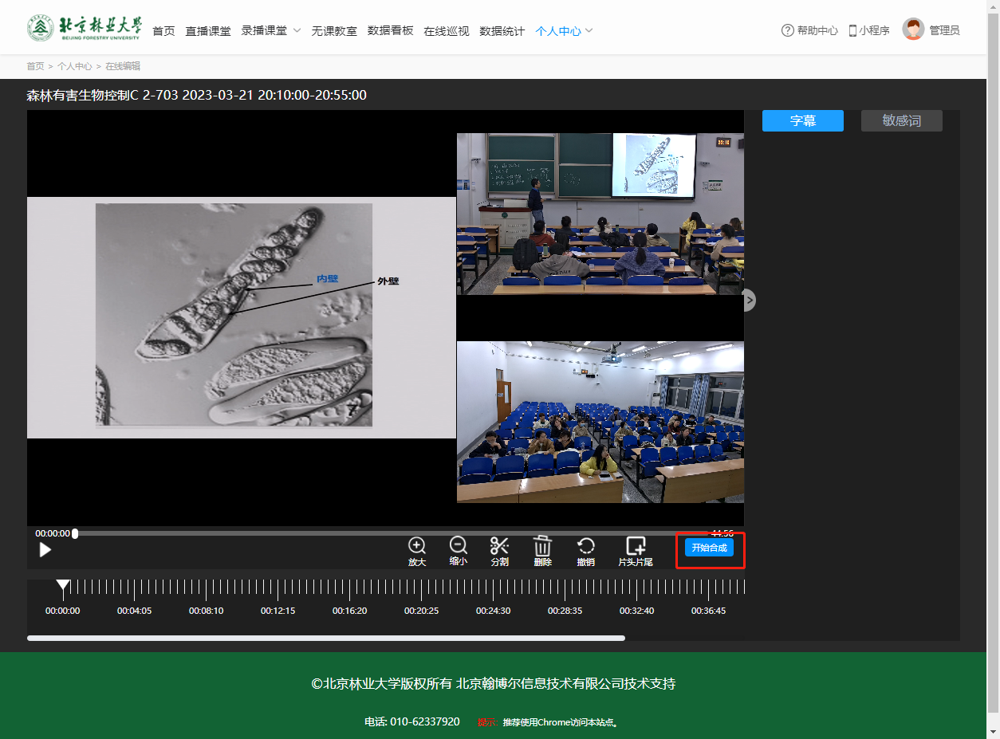 北京林业大学
BEIJING FORESTRY UNIVERSITY
首页 直播课堂 录播课堂 无课教室 数据看板 在线巡视 数据统计 个人中心
帮助中心 小程序 管理员
首页 > 个人中心 > 在线编辑
森林有害生物控制C 2-703 2023-03-21 20:10:00-20:55:00
字幕 敏感词
内壁
外壁
7
00:00:00 44:56
放大 缩小 分割 删除 撤销 片头片尾 开始合成
00:00:00 00:04:05 00:08:10 00:12:15 00:16:20 00:20:25 00:24:30 00:28:35 00:32:40 00:36:45
©北京林业大学版权所有 北京翰博尔信息技术有限公司技术支持
电话: 010-62337920 提示: 推荐使用Chrome访问本站点。